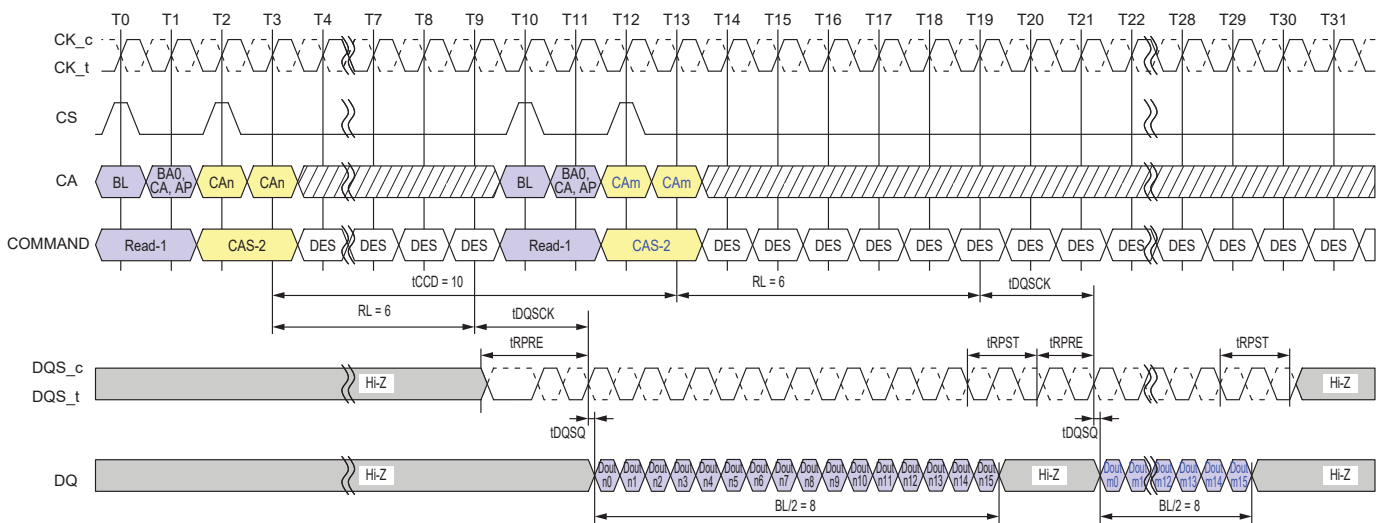 T0 T1 T2 T3 T4 T7 T8 T9 T10 T11 T12 T13 T14 T15 T16 T17 T18 T19 T20 T21 T22 T28 T29 T30 T31
CK_c
CK_t
CS
CA BL BA0, CA, AP CAn CAn BL BA0, CA, AP CAm CAm
COMMAND Read-1 CAS-2 DES DES DES DES Read-1 CAS-2 DES DES DES DES DES DES DES DES DES DES DES DES DES
tCCD = 10 RL = 6 tDQSCK
RL = 6 tDQSCK
tRPRE tRPST tRPRE tRPST
DQS_c
DQS_t
Hi-Z Hi-Z
tDQSQ tDQSQ
DQ Hi-Z Dout n0 Dout n1 Dout n2 Dout n3 Dout n4 Dout n5 Dout n6 Dout n7 Dout n8 Dout n9 Dout n10 Dout n11 Dout n12 Dout n13 Dout n14 Dout n15 Hi-Z Dout m0 Dout m1 Dout m12 Dout m13 Dout m14 Dout m15 Hi-Z
BL/2 = 8 BL/2 = 8